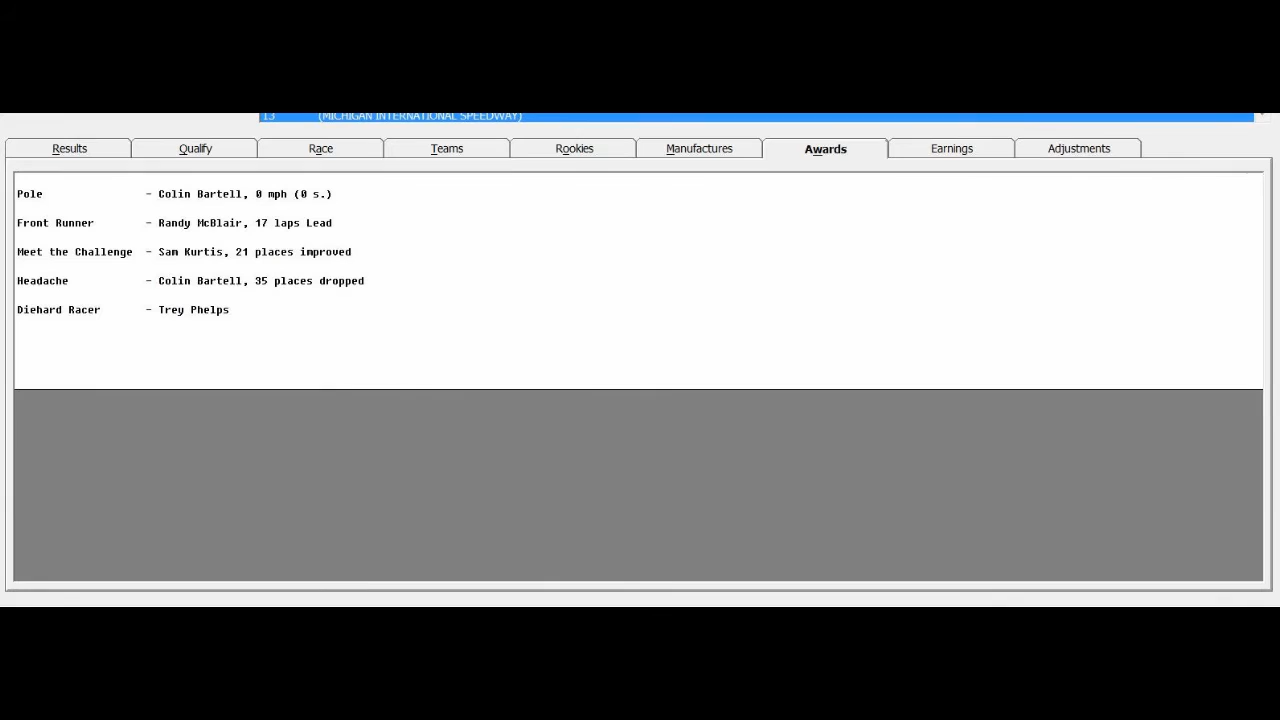 13 (MICHIGAN INTERNATIONAL SPEEDWAY)
Results Qualify Race Teams Rookies Manufactures Awards Earnings Adjustments
Pole - Colin Bartell, 0 mph (0 s.)
Front Runner - Randy McBlair, 17 laps Lead
Meet the Challenge - Sam Kurtis, 21 places improved
Headache - Colin Bartell, 35 places dropped
Diehard Racer - Trey Phelps